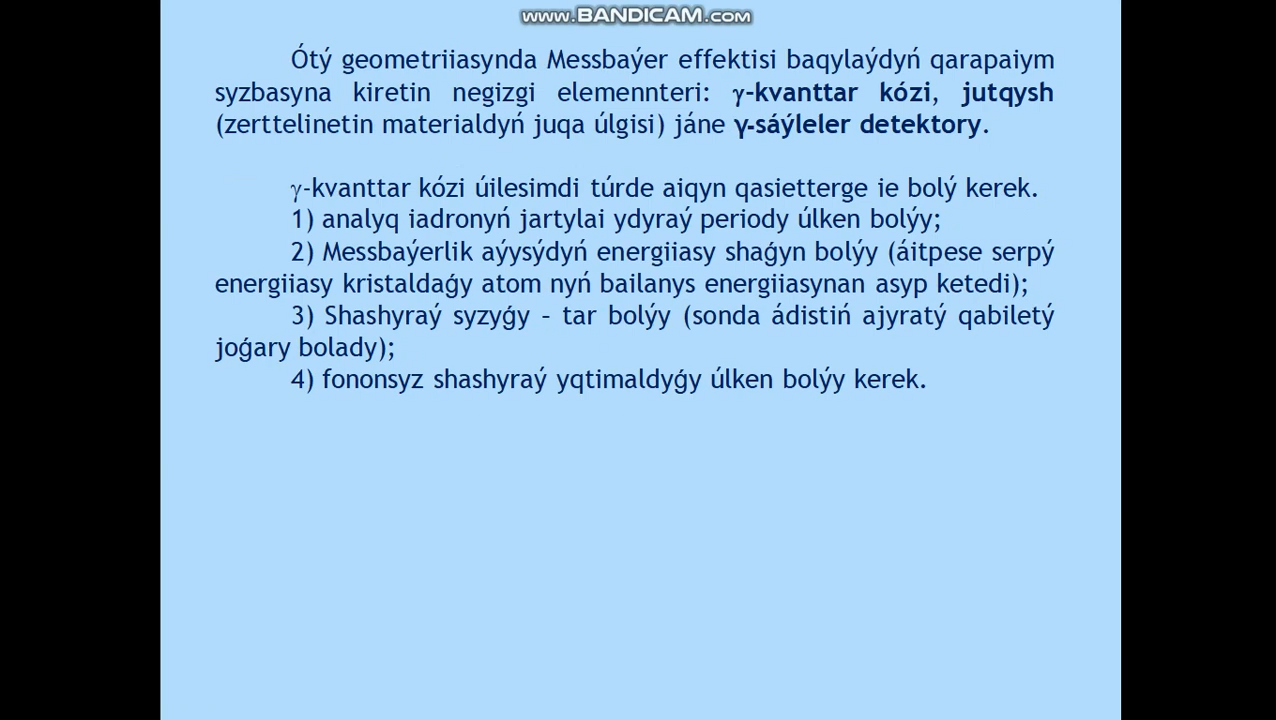 www.BANDICAM.com
Ótý geometriiasynda Messbaýer effektisi baqylaýdyń qarapaiym
syzbasyna kiretin negizgi elemennteri: γ-kvanttar kózi, jutqysh
(zerttelinetin materialdyń juqa úlgisi) jáne γ-sáýleler detektory.
γ-kvanttar kózi úilesimdi túrde aiqyn qasietterge ie bolý kerek.
1) analyq iadronyń jartylai ydyraý periody úlken bolýy;
2) Messbaýerlik aýysýdyń energiiasy shaǵyn bolýy (áitpese serpý
energiiasy kristaldaǵy atom nyń bailanys energiiasynan asyp ketedi);
3) Shashyraý syzyǵy – tar bolýy (sonda ádistiń ajyratý qabiletý
joǵary bolady);
4) fononsyz shashyraý yqtimaldyǵy úlken bolýy kerek.